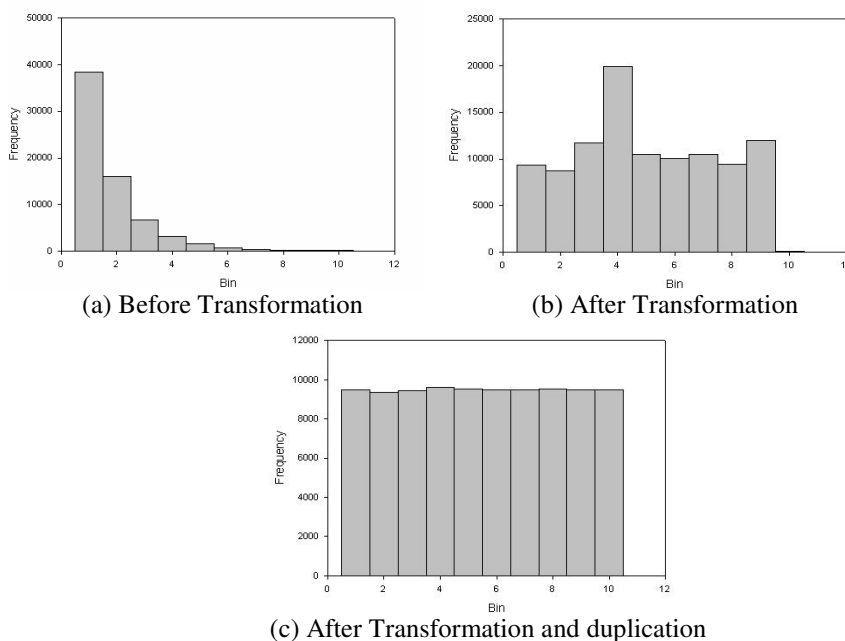 50000
40000
30000
20000
10000
0
Frequency
0 2 4 6 8 10 12
Bin
(a) Before Transformation
25000
20000
15000
10000
5000
0
Frequency
0 2 4 6 8 10 12
Bin
(b) After Transformation
12000
10000
8000
6000
4000
2000
0
Frequency
0 2 4 6 8 10 12
Bin
(c) After Transformation and duplication